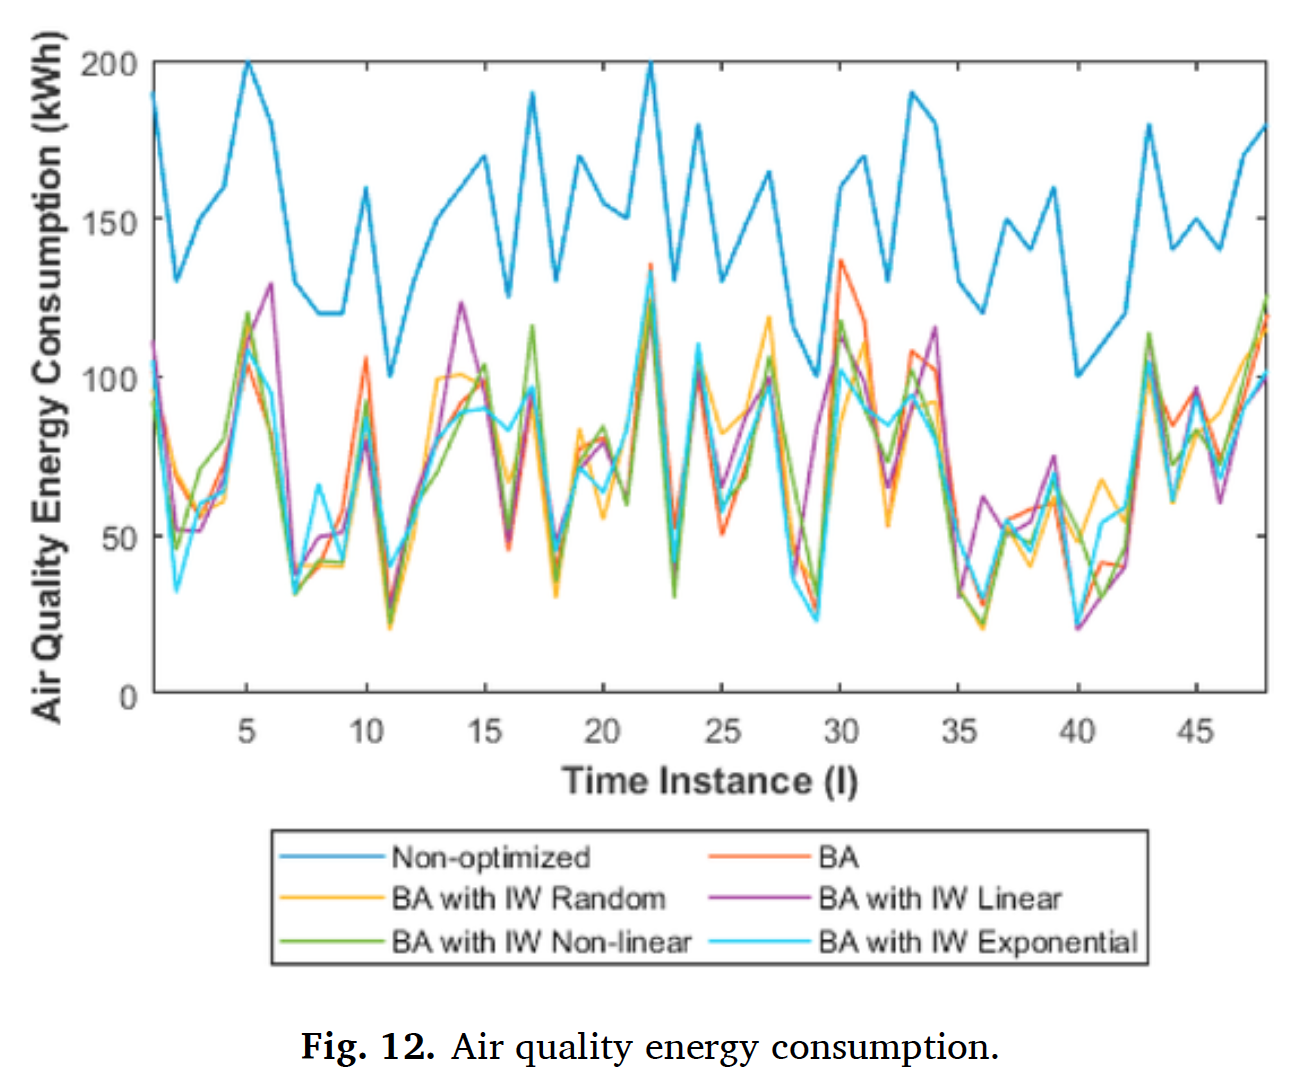 Air Quality Energy Consumption (kWh)
200
150
100
50
0
5 10 15 20 25 30 35 40 45
Time Instance (I)
Non-optimized BA
BA with IW Random BA with IW Linear
BA with IW Non-linear BA with IW Exponential
Fig. 12. Air quality energy consumption.